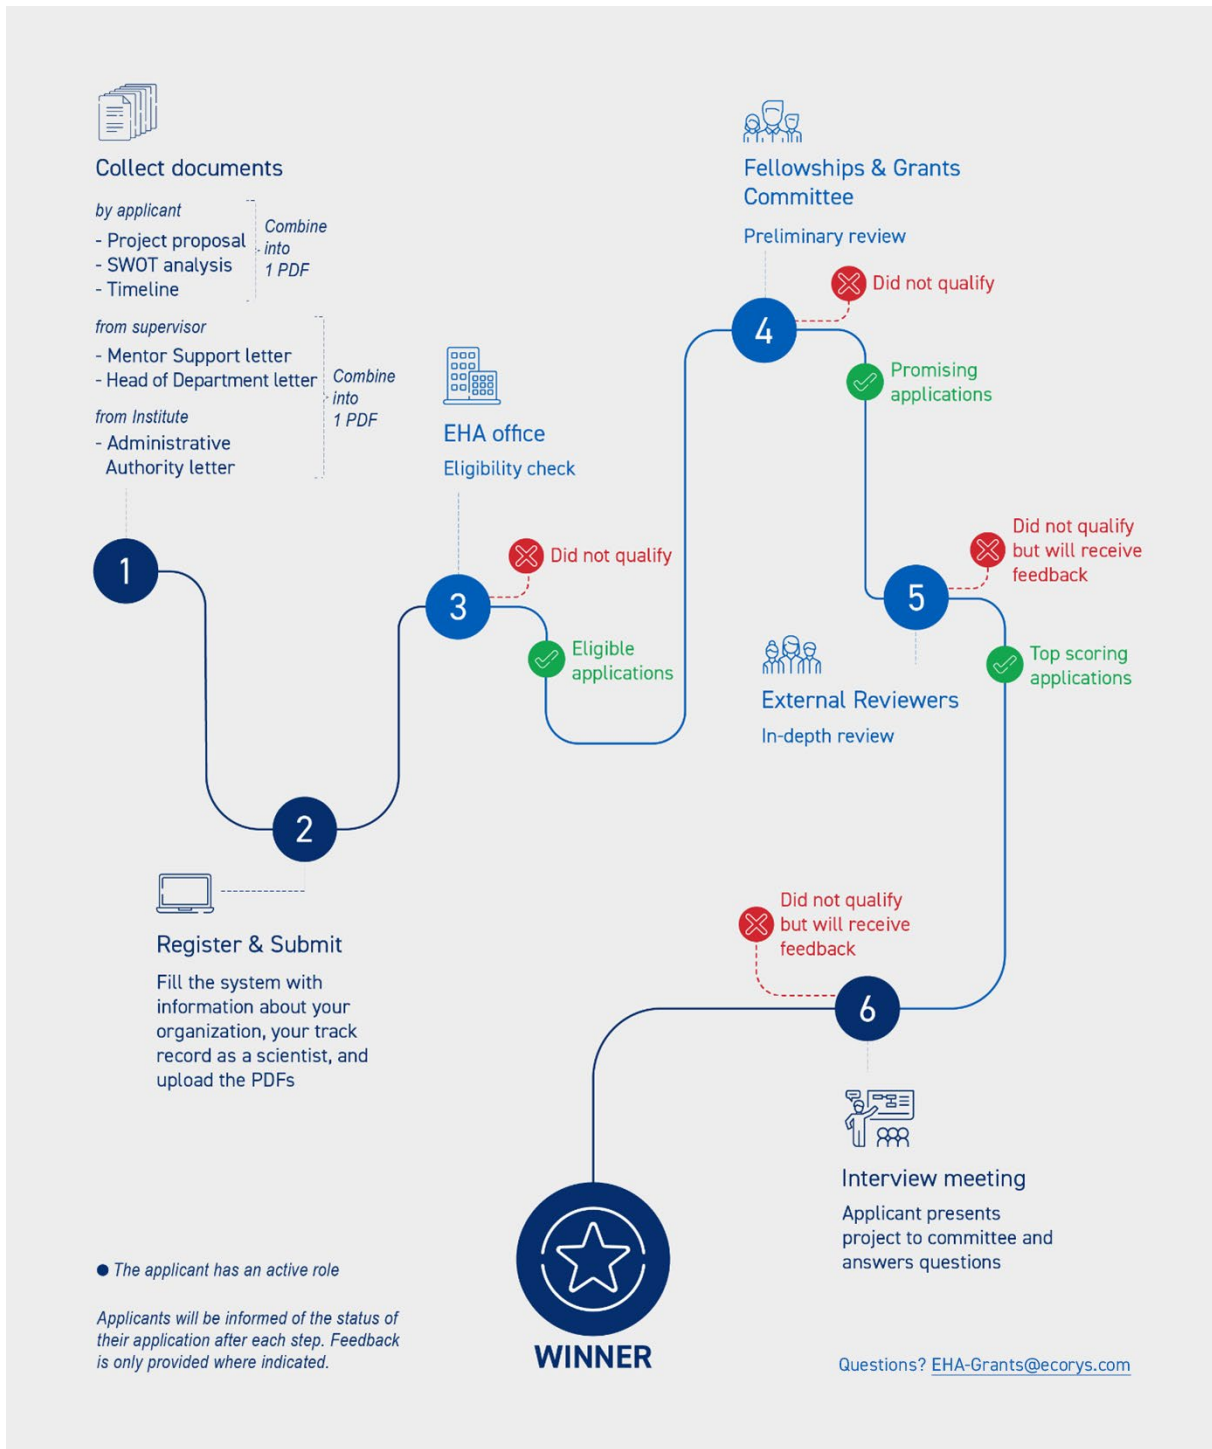 Collect documents
by applicant
- Project proposal
- SWOT analysis
- Timeline
Combine
into
1 PDF
from supervisor
- Mentor Support letter
- Head of Department letter
from Institute
- Administrative
Authority letter
Combine
into
1 PDF
1
2
Register & Submit
Fill the system with
information about your
organization, your track
record as a scientist, and
upload the PDFs
EHA office
Eligibility check
3
Did not qualify
Eligible
applications
Fellowships & Grants
Committee
Preliminary review
4
Did not qualify
Promising
applications
5
Did not qualify
but will receive
feedback
Top scoring
applications
External Reviewers
In-depth review
Did not qualify
but will receive
feedback
6
Interview meeting
Applicant presents
project to committee and
answers questions
WINNER
The applicant has an active role
Applicants will be informed of the status of
their application after each step. Feedback
is only provided where indicated.
Questions? EHA-Grants@ecorys.com